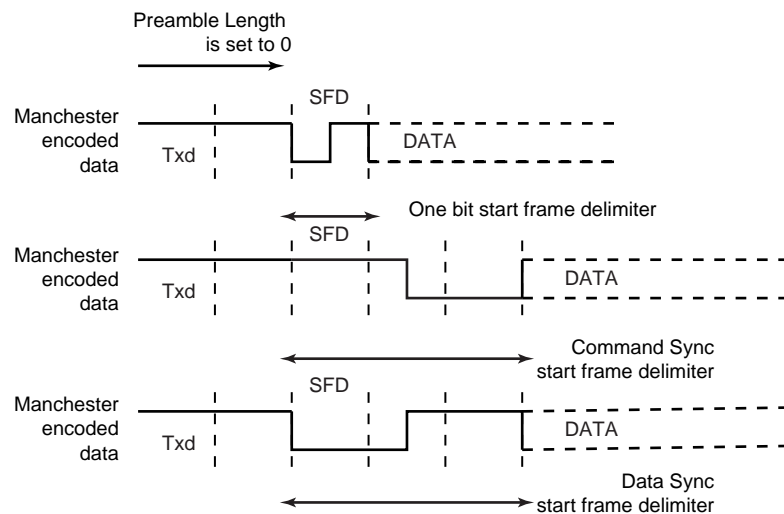 Preamble Length
is set to 0
SFD
Manchester
encoded
data
Txd
DATA
One bit start frame delimiter
SFD
Manchester
encoded
data
Txd
DATA
Command Sync
start frame delimiter
SFD
Manchester
encoded
data
Txd
DATA
Data Sync
start frame delimiter